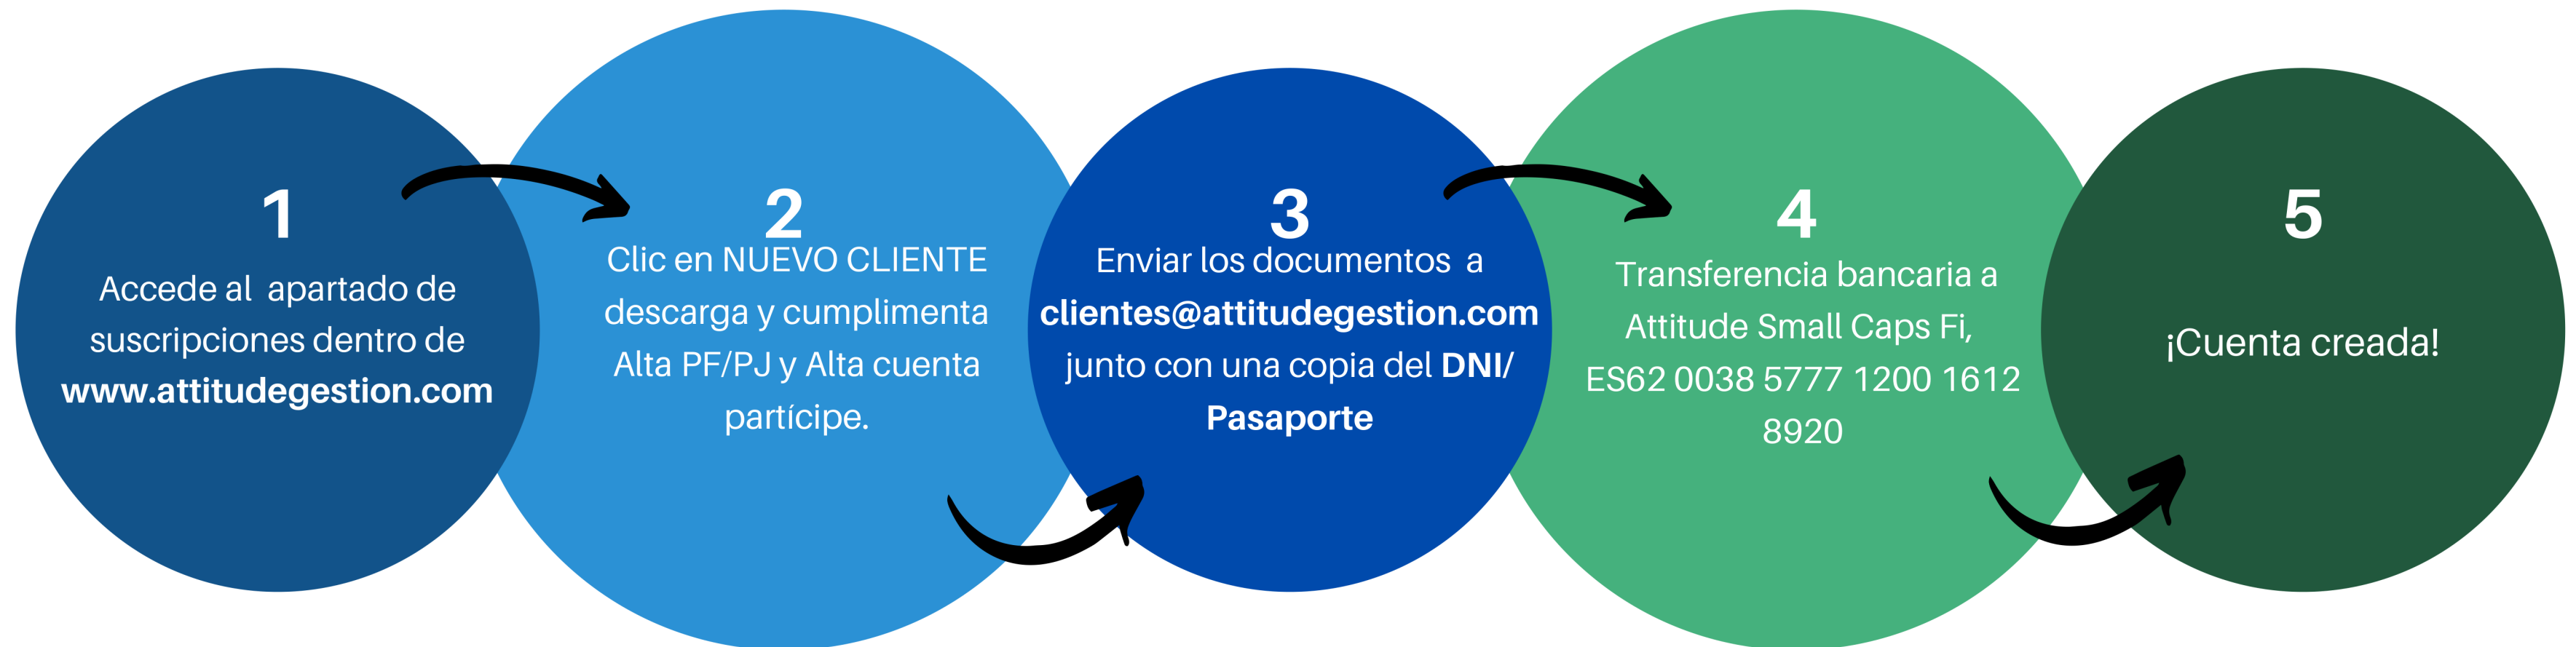 1
Accede al apartado de
suscripciones dentro de
www.attitudegestion.com
2
Clic en NUEVO CLIENTE
descarga y cumplimenta
Alta PF/PJ y Alta cuenta
partícipe.
3
Enviar los documentos a
clientes@attitudegestion.com
junto con una copia del DNI/
Pasaporte
4
Transferencia bancaria a
Attitude Small Caps Fi,
ES62 0038 5777 1200 1612
8920
5
¡Cuenta creada!